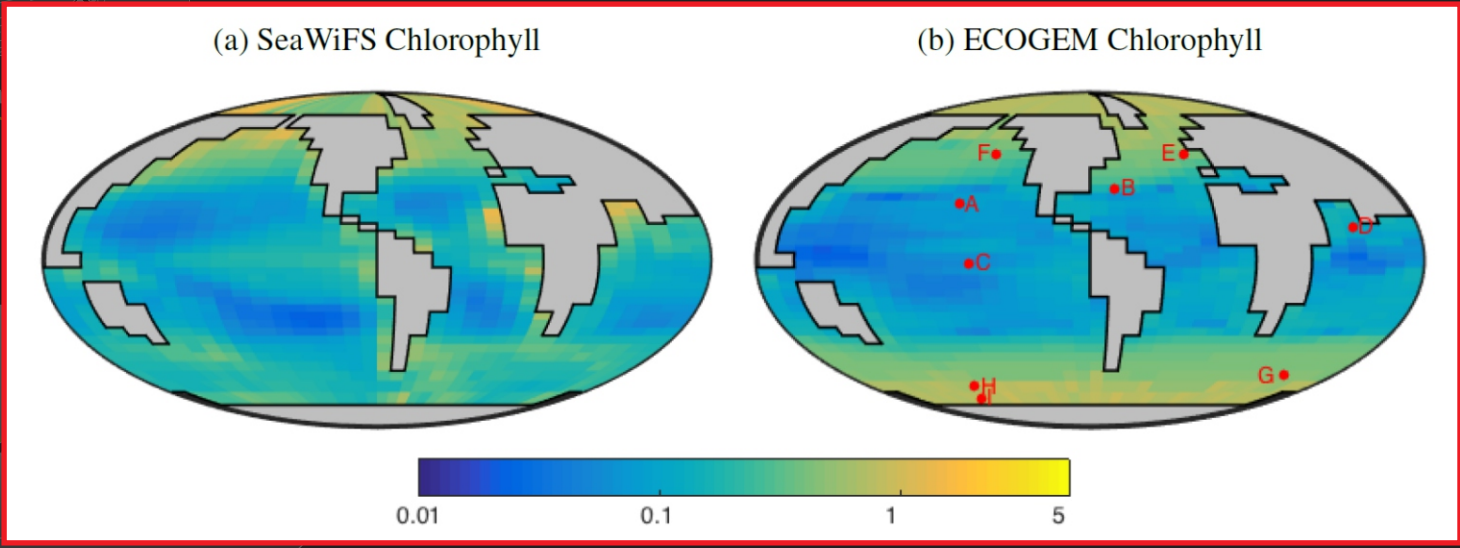 (a) SeaWiFS Chlorophyll
(b) ECOGEM Chlorophyll
F
E
B
A
D
C
G
H
I
0.01
0.1
1
5